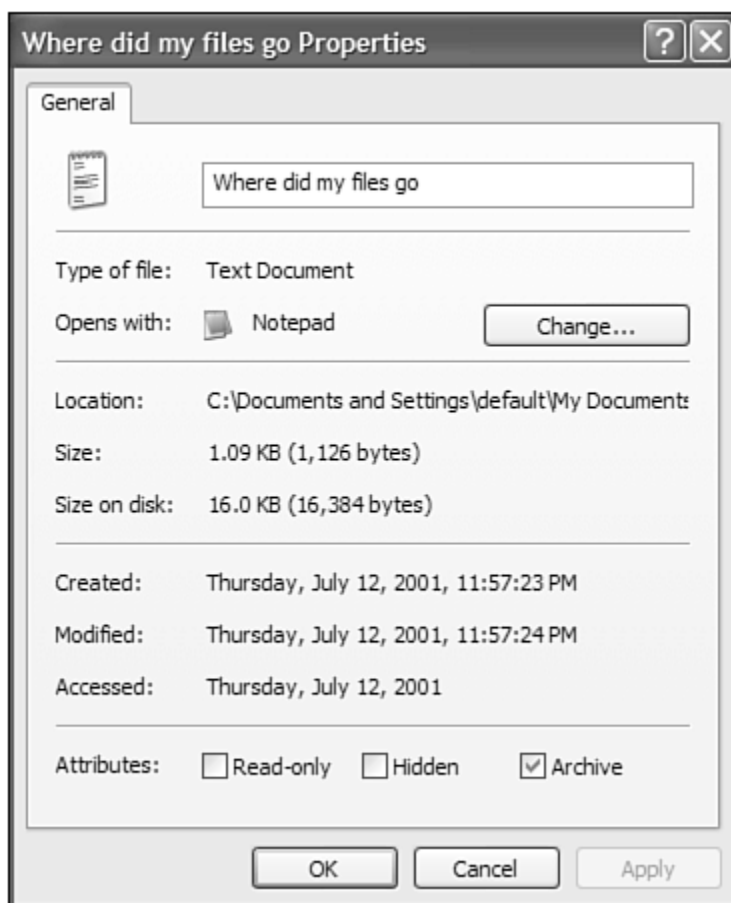 Where did my files go Properties
General
Where did my files go
Type of file: Text Document
Opens with: Notepad Change...
Location: C:\Documents and Settings\default\My Documents
Size: 1.09 KB (1,126 bytes)
Size on disk: 16.0 KB (16,384 bytes)
Created: Thursday, July 12, 2001, 11:57:23 PM
Modified: Thursday, July 12, 2001, 11:57:24 PM
Accessed: Thursday, July 12, 2001
Attributes: Read-only Hidden Archive
OK Cancel Apply